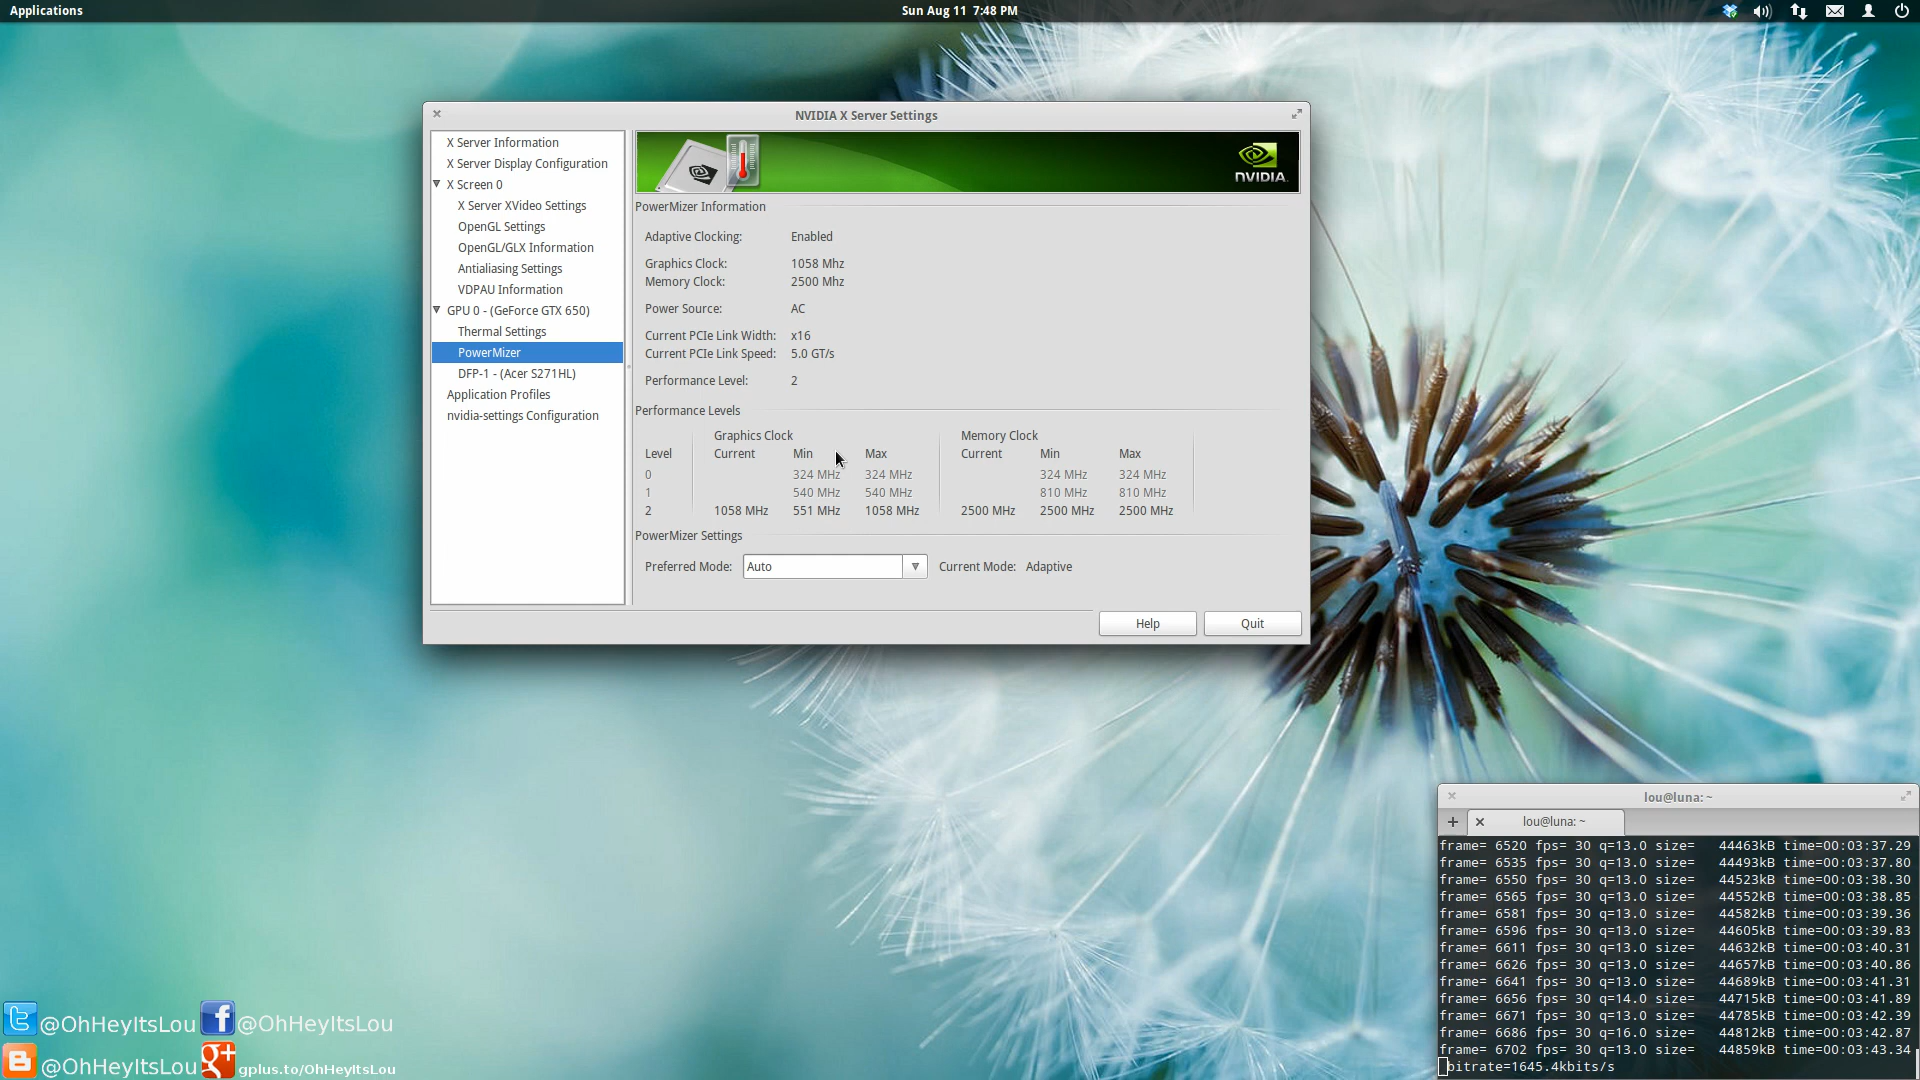 Applications
Sun Aug 11 7:48 PM
NVIDIA X Server Settings
X Server Information
X Server Display Configuration
X Screen 0
X Server XVideo Settings
OpenGL Settings
OpenGL/GLX Information
Antialiasing Settings
VDPAU Information
GPU 0 - (GeForce GTX 650)
Thermal Settings
PowerMizer
DFP-1 - (Acer S271HL)
Application Profiles
nvidia-settings Configuration
NVIDIA.
PowerMizer Information
Adaptive Clocking: Enabled
Graphics Clock: 1058 Mhz
Memory Clock: 2500 Mhz
Power Source: AC
Current PCIe Link Width: x16
Current PCIe Link Speed: 5.0 GT/s
Performance Level: 2
Performance Levels
Graphics Clock Memory Clock
Level Current Min Max Current Min Max
0 324 MHz 324 MHz 324 MHz 324 MHz
1 540 MHz 540 MHz 810 MHz 810 MHz
2 1058 MHz 551 MHz 1058 MHz 2500 MHz 2500 MHz 2500 MHz
PowerMizer Settings
Preferred Mode: Auto Current Mode: Adaptive
Help Quit
lou@luna: ~
lou@luna: ~
frame= 6520 fps= 30 q=13.0 size= 44463kB time=00:03:37.29
frame= 6535 fps= 30 q=13.0 size= 44493kB time=00:03:37.80
frame= 6550 fps= 30 q=13.0 size= 44523kB time=00:03:38.30
frame= 6565 fps= 30 q=13.0 size= 44552kB time=00:03:38.85
frame= 6581 fps= 30 q=13.0 size= 44582kB time=00:03:39.36
frame= 6596 fps= 30 q=13.0 size= 44605kB time=00:03:39.83
frame= 6611 fps= 30 q=13.0 size= 44632kB time=00:03:40.31
frame= 6626 fps= 30 q=13.0 size= 44657kB time=00:03:40.86
frame= 6641 fps= 30 q=13.0 size= 44689kB time=00:03:41.31
frame= 6656 fps= 30 q=14.0 size= 44715kB time=00:03:41.89
frame= 6671 fps= 30 q=13.0 size= 44785kB time=00:03:42.39
frame= 6686 fps= 30 q=16.0 size= 44812kB time=00:03:42.87
frame= 6702 fps= 30 q=13.0 size= 44859kB time=00:03:43.34
bitrate=1645.4kbits/s
@OhHeyItsLou @OhHeyItsLou
@OhHeyItsLou gplus.to/OhHeyItsLou